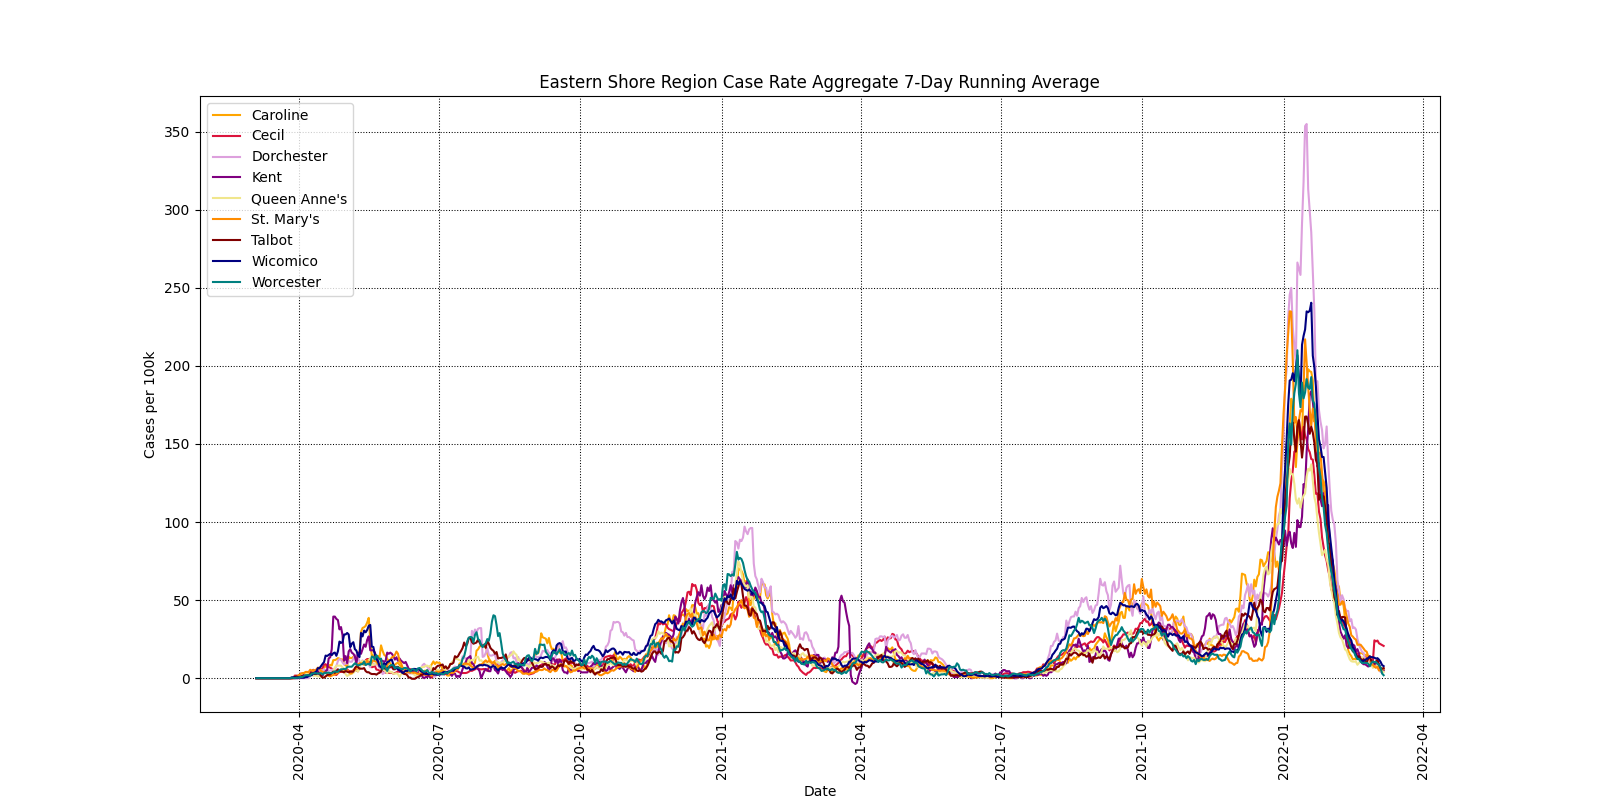 Eastern Shore Region Case Rate Aggregate 7-Day Running Average
Caroline
Cecil
Dorchester
Kent
Queen Anne's
St. Mary's
Talbot
Wicomico
Worcester
350
300
250
200
150
100
50
0
Cases per 100k
2020-04
2020-07
2020-10
2021-01
2021-04
2021-07
2021-10
2022-01
2022-04
Date